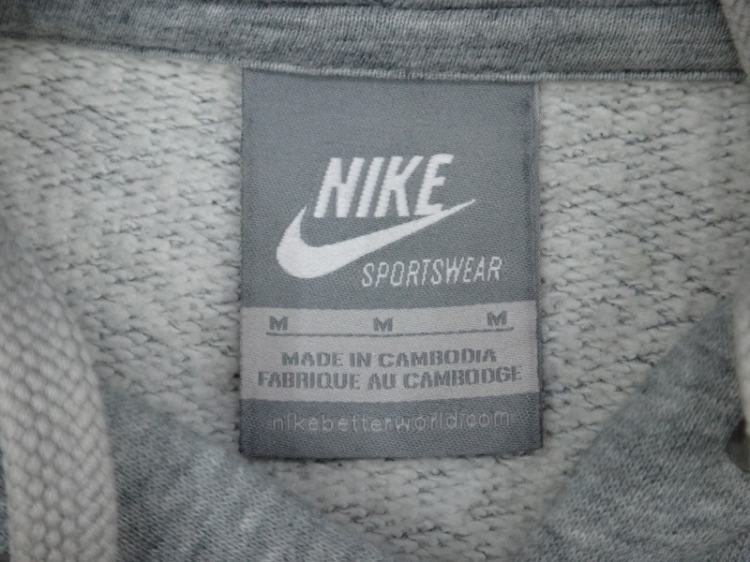 NIKE
SPORTSWEAR
M M M
MADE IN CAMBODIA
FABRIQUE AU CAMBODGE
nikebetterworld.com